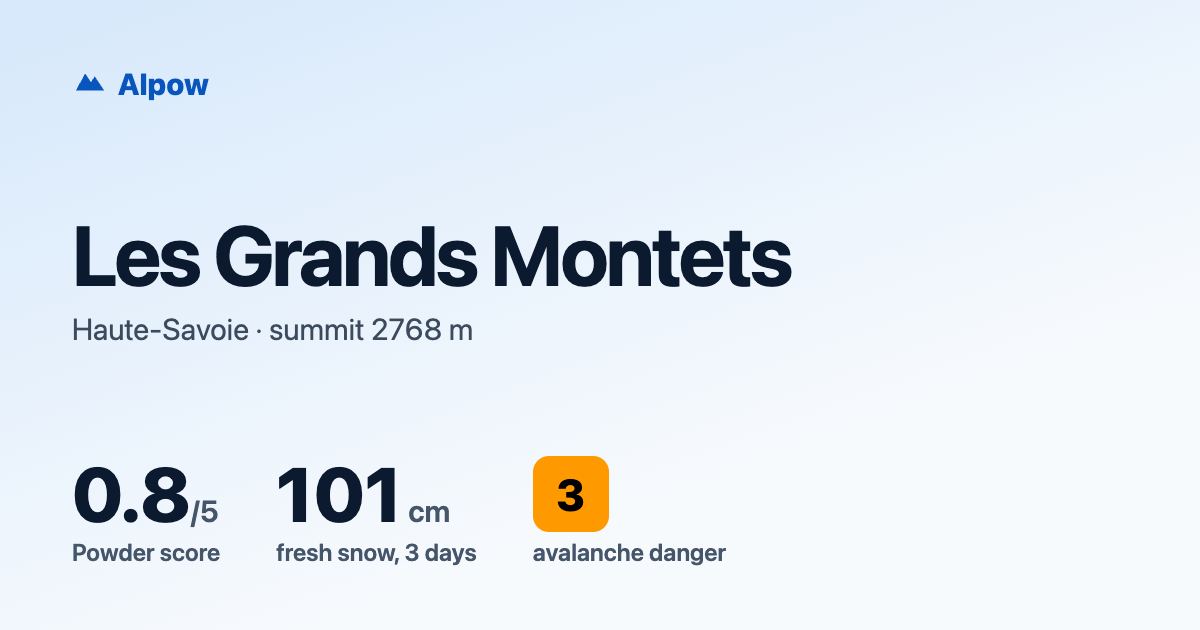 Alpow
Les Grands Montets
Haute-Savoie · summit 2768 m
0.8/5 101 cm 3
Powder score fresh snow, 3 days avalanche danger